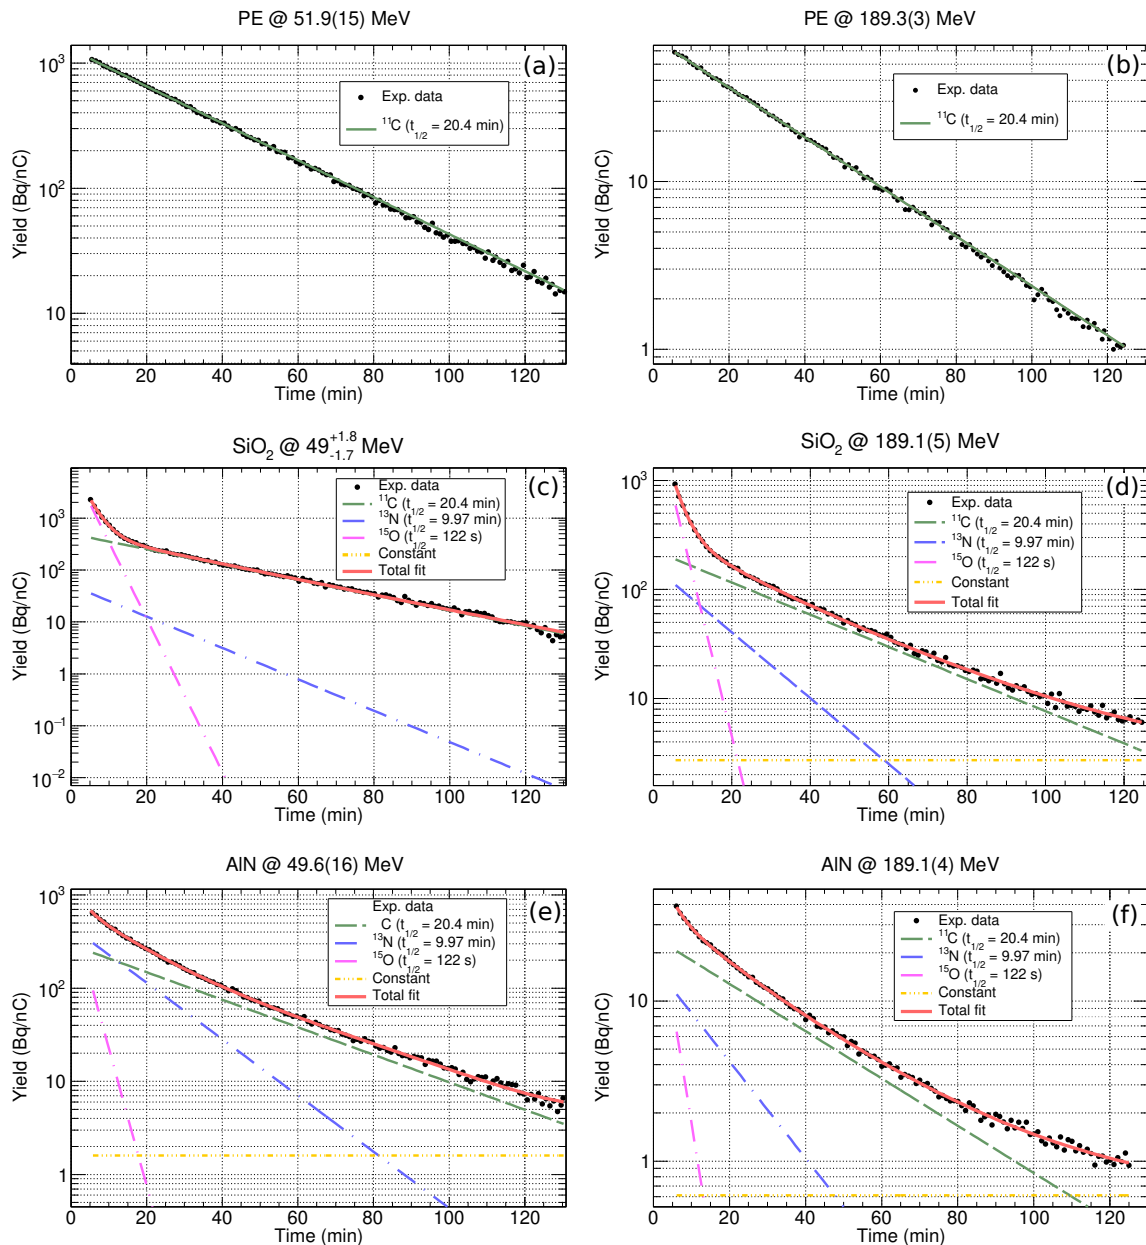 PE @ 51.9(15) MeV
(a)
Exp. data
¹¹C (t₁/₂ = 20.4 min)
10³
10²
10
Yield (Bq/nC)
0 20 40 60 80 100 120
Time (min)
PE @ 189.3(3) MeV
(b)
Exp. data
¹¹C (t₁/₂ = 20.4 min)
10
1
Yield (Bq/nC)
0 20 40 60 80 100 120
Time (min)
SiO₂ @ 49⁺¹·⁸₋₁.₇ MeV
(c)
Exp. data
¹¹C (t₁/₂ = 20.4 min)
¹³N (t₁/₂ = 9.97 min)
¹⁵O (t₁/₂ = 122 s)
Constant
Total fit
10³
10²
10
1
10⁻¹
10⁻²
Yield (Bq/nC)
0 20 40 60 80 100 120
Time (min)
SiO₂ @ 189.1(5) MeV
(d)
Exp. data
¹¹C (t₁/₂ = 20.4 min)
¹³N (t₁/₂ = 9.97 min)
¹⁵O (t₁/₂ = 122 s)
Constant
Total fit
10³
10²
10
Yield (Bq/nC)
0 20 40 60 80 100 120
Time (min)
AlN @ 49.6(16) MeV
(e)
Exp. data
C (t₁/₂ = 20.4 min)
¹³N (t₁/₂ = 9.97 min)
¹⁵O (t₁/₂ = 122 s)
Constant
Total fit
10³
10²
10
1
Yield (Bq/nC)
0 20 40 60 80 100 120
Time (min)
AlN @ 189.1(4) MeV
(f)
Exp. data
¹¹C (t₁/₂ = 20.4 min)
¹³N (t₁/₂ = 9.97 min)
¹⁵O (t₁/₂ = 122 s)
Constant
Total fit
10
1
Yield (Bq/nC)
0 20 40 60 80 100 120
Time (min)